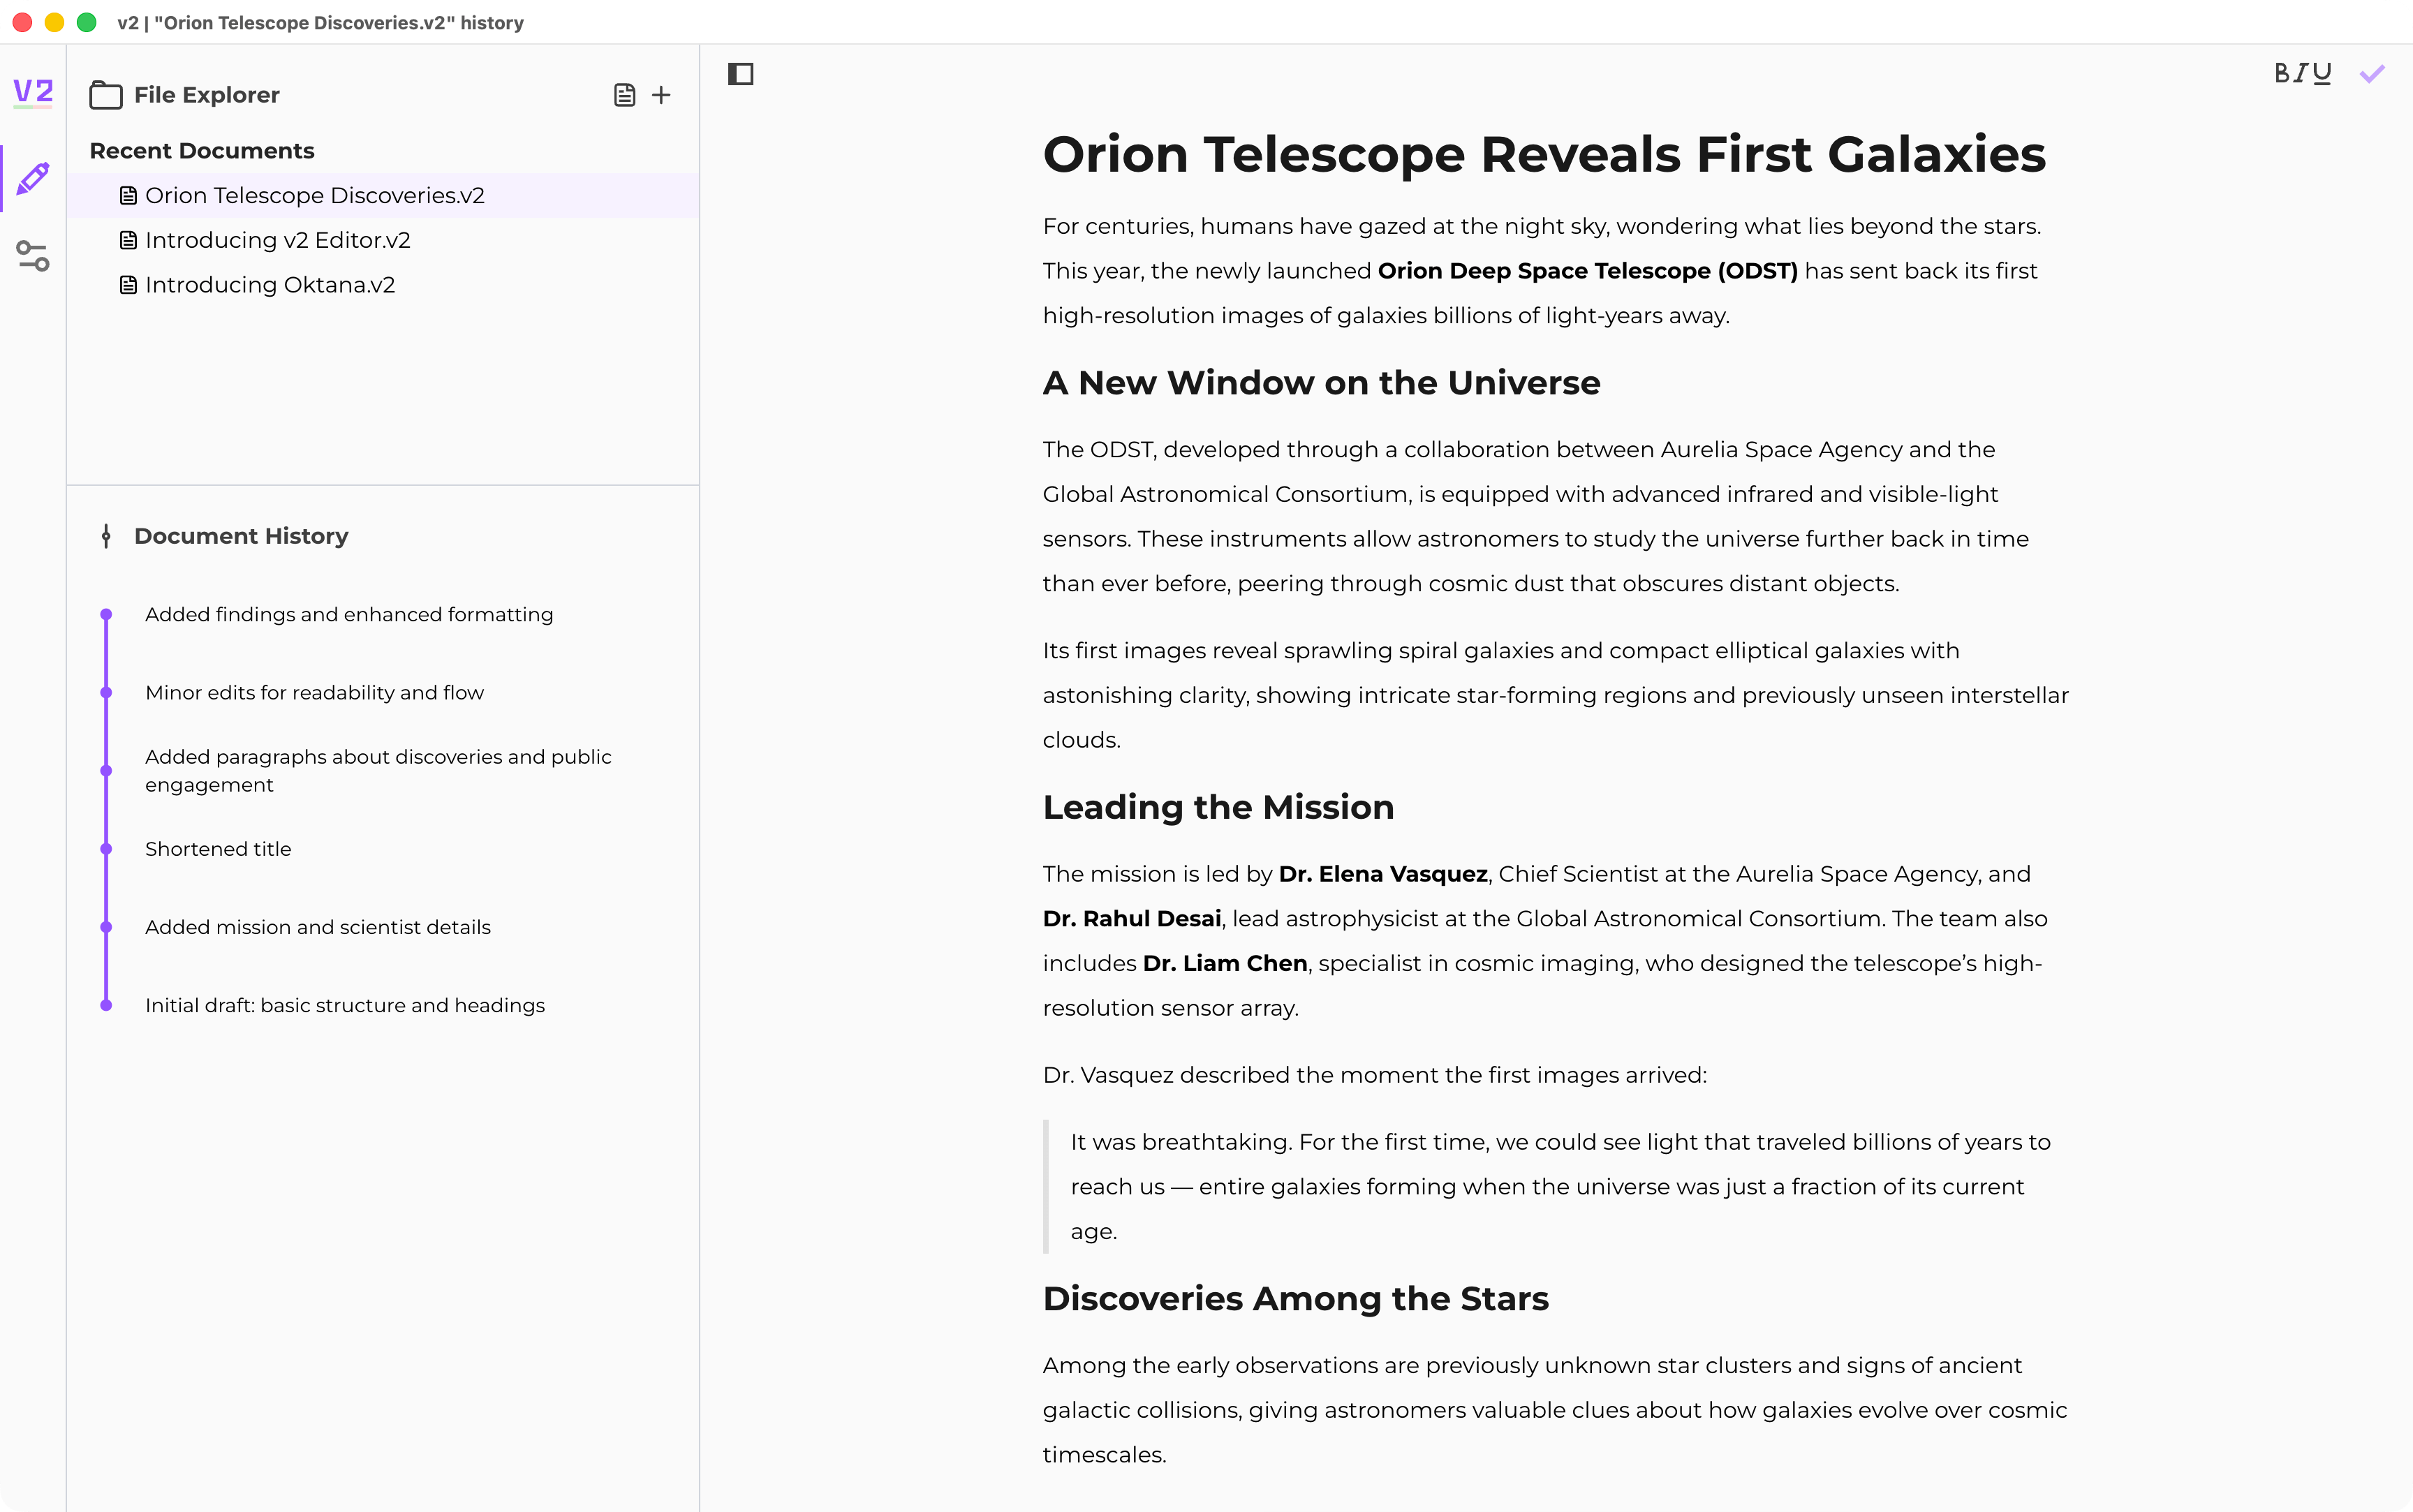 v2 | "Orion Telescope Discoveries.v2" history
V2
File Explorer
Recent Documents
Orion Telescope Discoveries.v2
Introducing v2 Editor.v2
Introducing Oktana.v2
Document History
Added findings and enhanced formatting
Minor edits for readability and flow
Added paragraphs about discoveries and public
engagement
Shortened title
Added mission and scientist details
Initial draft: basic structure and headings
B I U
Orion Telescope Reveals First Galaxies
For centuries, humans have gazed at the night sky, wondering what lies beyond the stars.
This year, the newly launched Orion Deep Space Telescope (ODST) has sent back its first
high-resolution images of galaxies billions of light-years away.
A New Window on the Universe
The ODST, developed through a collaboration between Aurelia Space Agency and the
Global Astronomical Consortium, is equipped with advanced infrared and visible-light
sensors. These instruments allow astronomers to study the universe further back in time
than ever before, peering through cosmic dust that obscures distant objects.
Its first images reveal sprawling spiral galaxies and compact elliptical galaxies with
astonishing clarity, showing intricate star-forming regions and previously unseen interstellar
clouds.
Leading the Mission
The mission is led by Dr. Elena Vasquez, Chief Scientist at the Aurelia Space Agency, and
Dr. Rahul Desai, lead astrophysicist at the Global Astronomical Consortium. The team also
includes Dr. Liam Chen, specialist in cosmic imaging, who designed the telescope’s high-
resolution sensor array.
Dr. Vasquez described the moment the first images arrived:
It was breathtaking. For the first time, we could see light that traveled billions of years to
reach us — entire galaxies forming when the universe was just a fraction of its current
age.
Discoveries Among the Stars
Among the early observations are previously unknown star clusters and signs of ancient
galactic collisions, giving astronomers valuable clues about how galaxies evolve over cosmic
timescales.